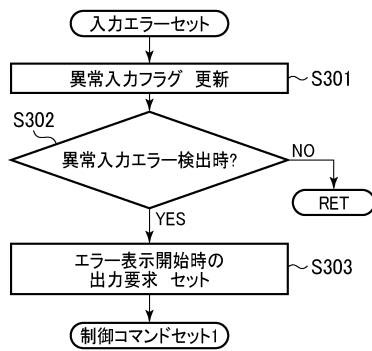 入力エラーセット
異常入力フラグ 更新
S301
S302
異常入力エラー検出時?
NO
RET
YES
エラー表示開始時の
出力要求 セット
S303
制御コマンドセット1